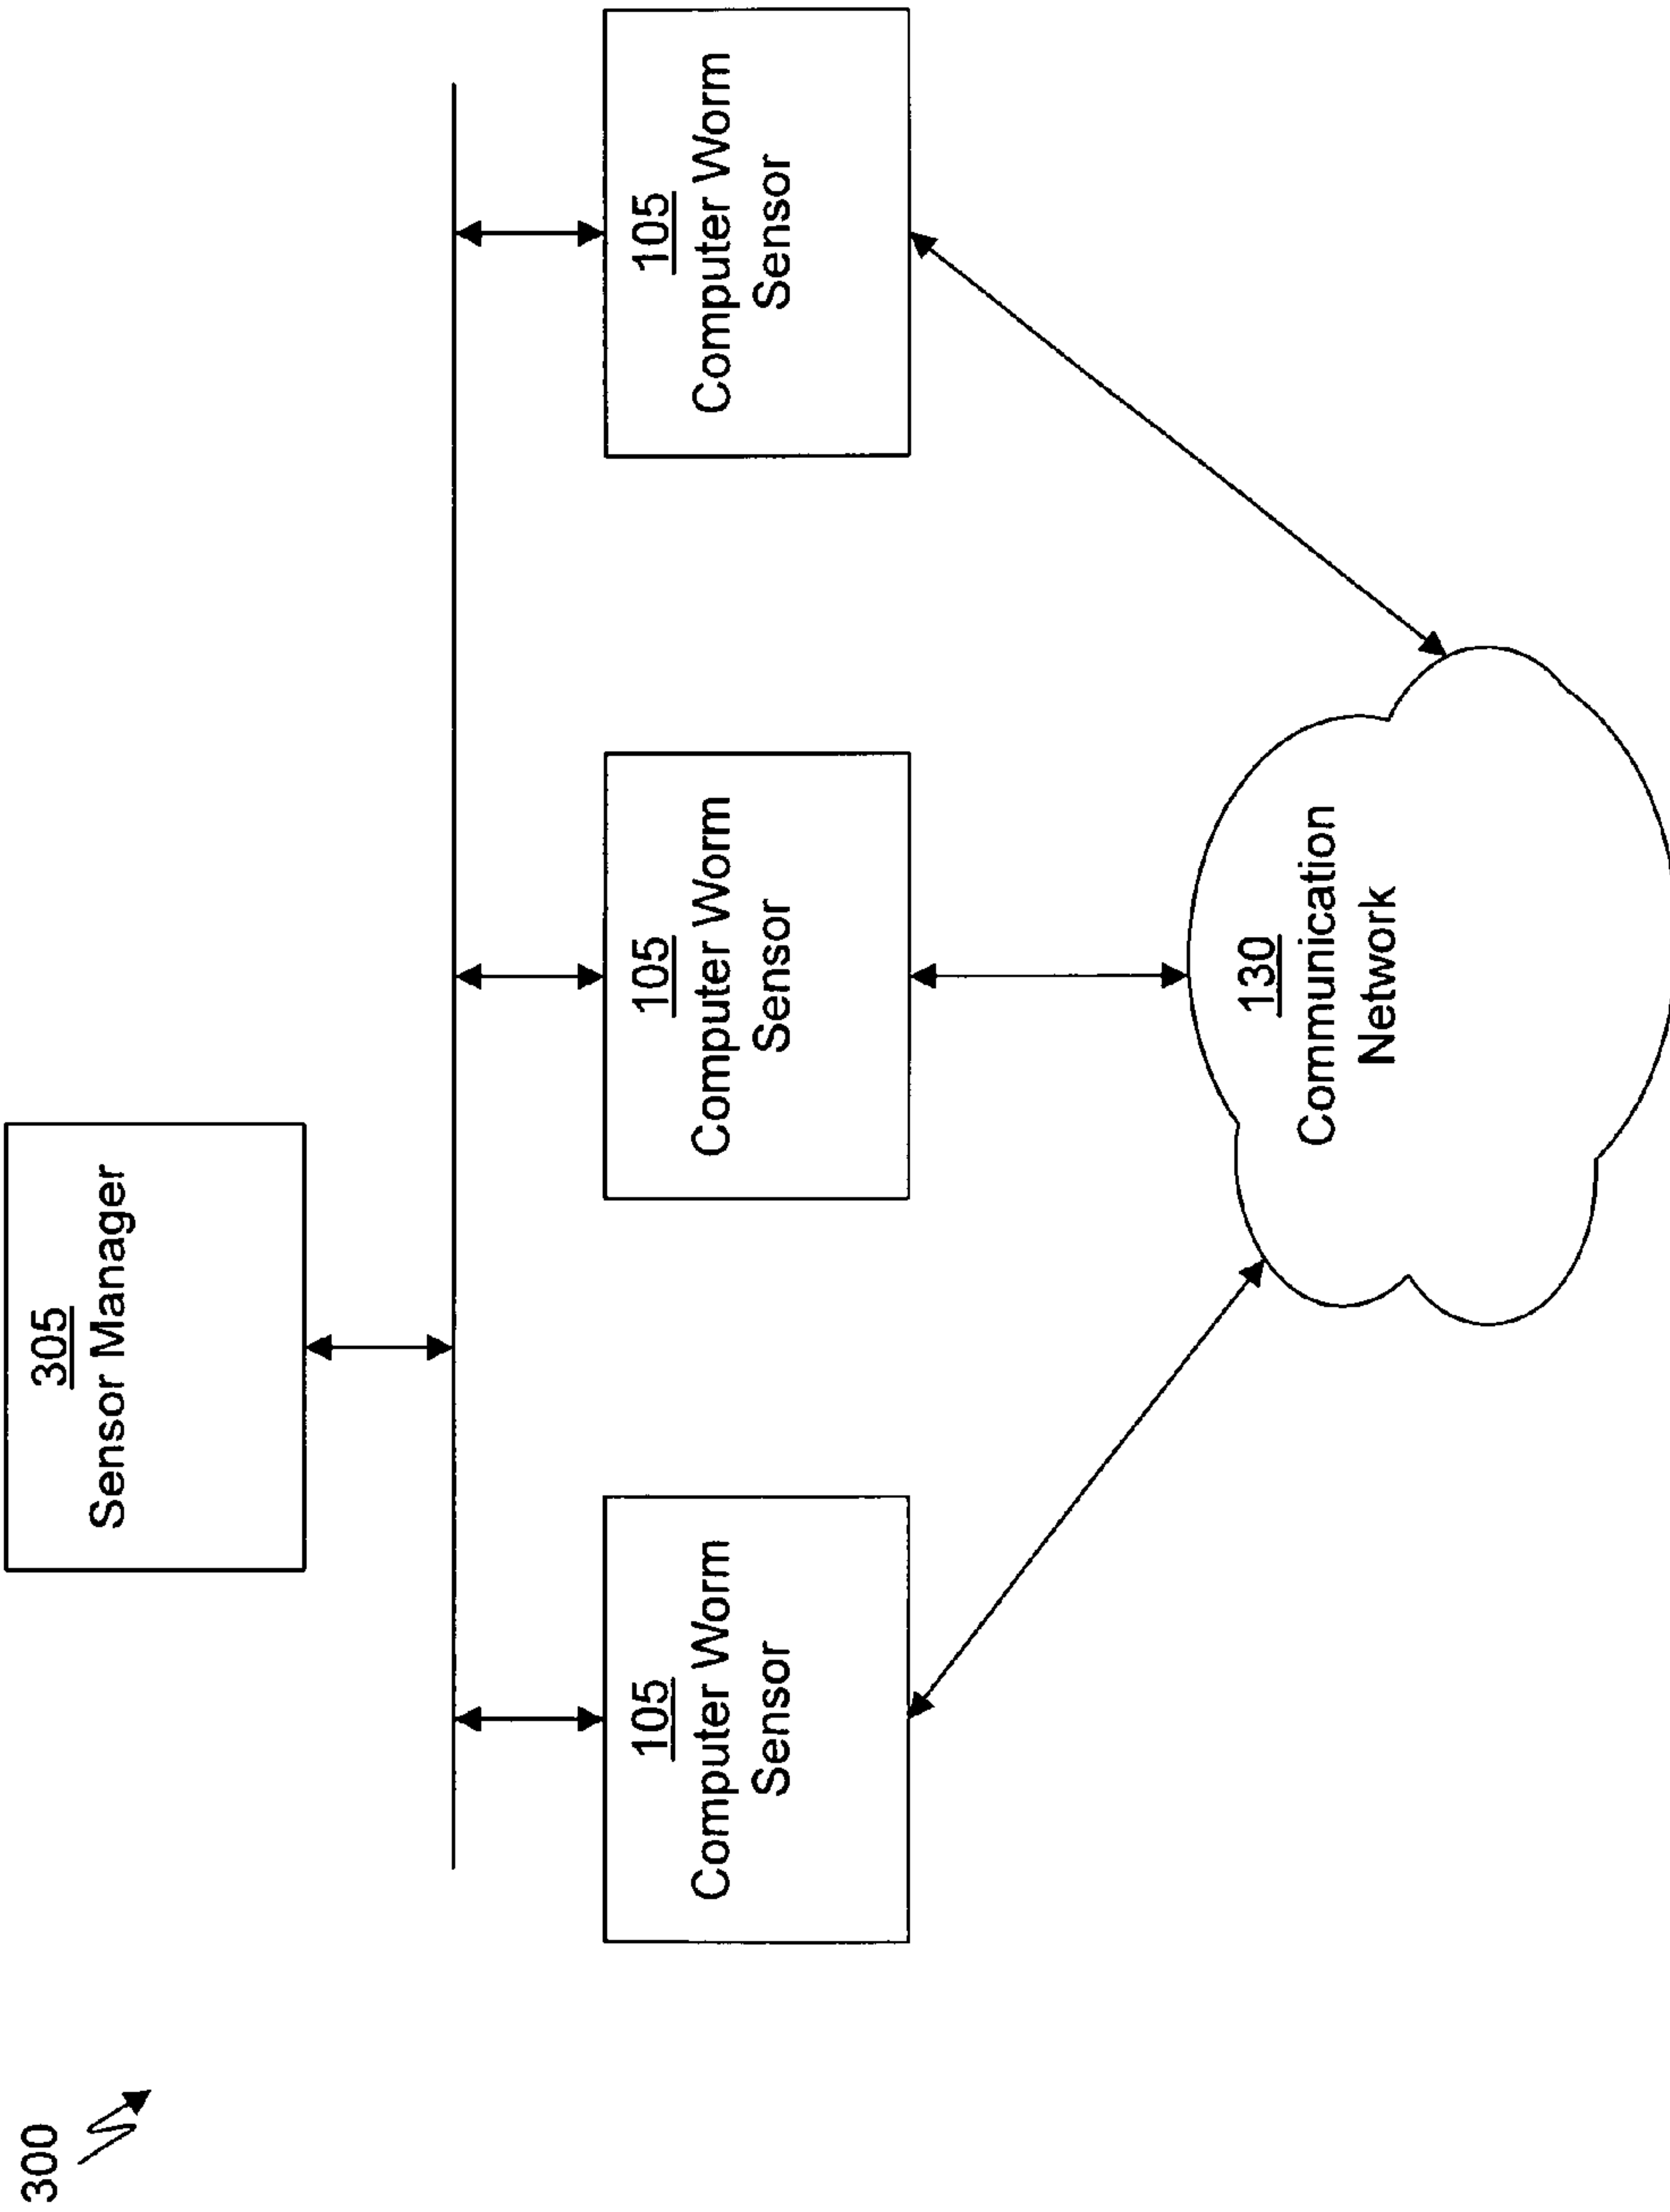 300
305
Sensor Manager
105
Computer Worm
Sensor
105
Computer Worm
Sensor
105
Computer Worm
Sensor
130
Communication
Network